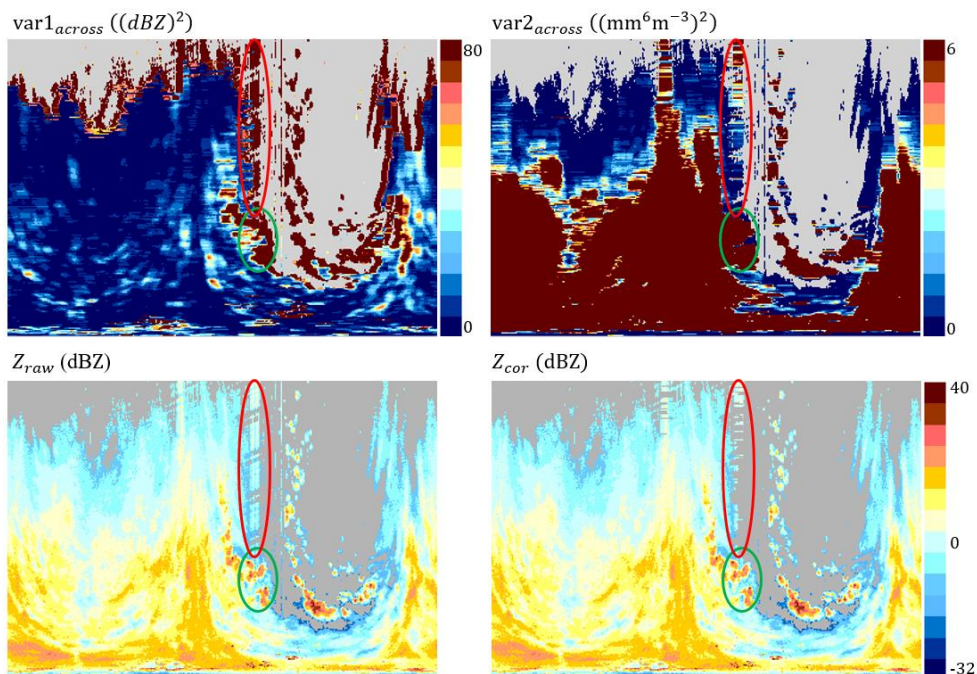 var1across ((dBZ)²)
80
0
var2across ((mm⁶m⁻³)²)
6
0
Zraw (dBZ)
Zcor (dBZ)
40
0
-32